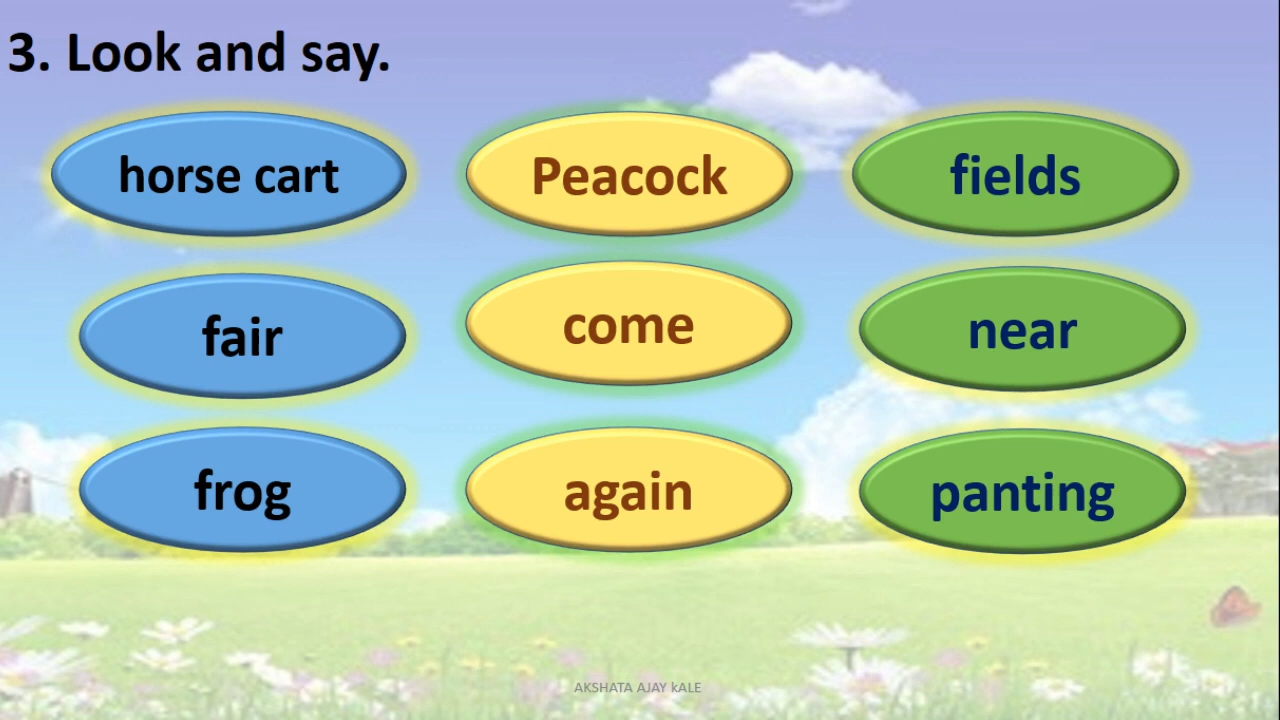 3. Look and say.
horse cart
Peacock
fields
fair
come
near
frog
again
panting
AKSHATA AJAY kALE